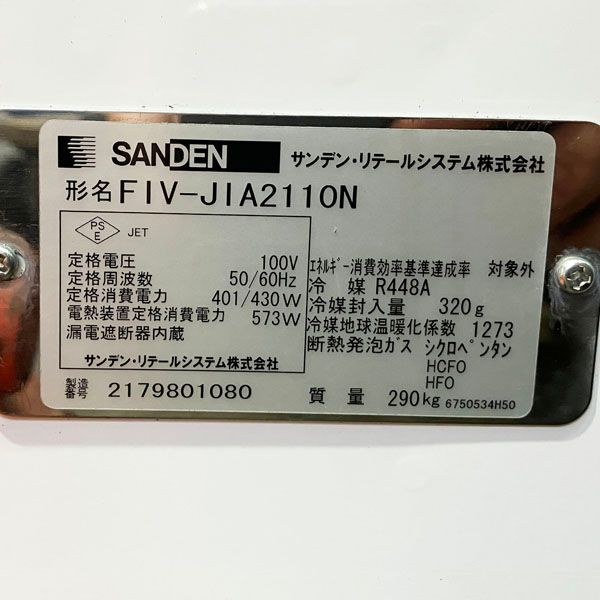 SANDEN サンデン・リテールシステム株式会社
形名 FIV-JIA2110N
PS E JET
定格電圧 100V
定格周波数 50/60Hz
定格消費電力 401/430W
電熱装置定格消費電力 573W
漏電遮断器内蔵
サンデン・リテールシステム株式会社
製造番号 2179801080
エネルギー消費効率基準達成率 対象外
冷媒 R448A
冷媒封入量 320g
冷媒地球温暖化係数 1273
断熱発泡ガス シクロペンタン
HCFO
HFO
質量 290kg 6750534H50